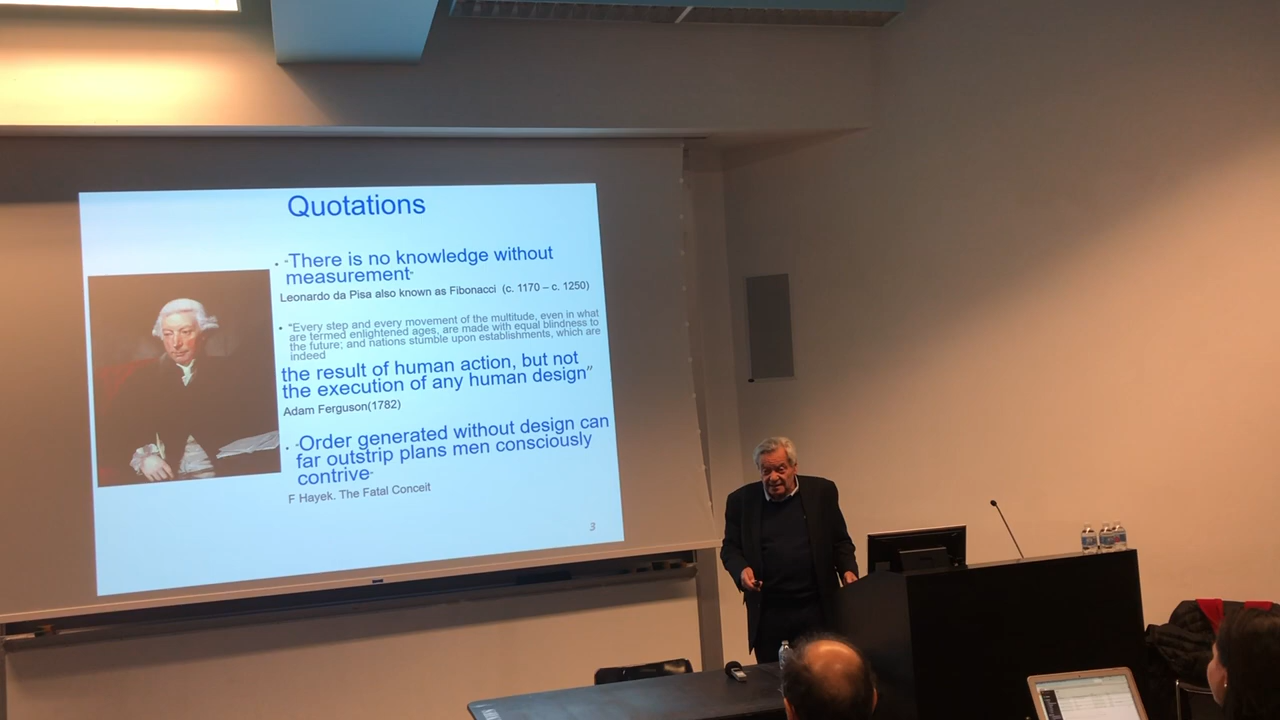 Quotations
• “There is no knowledge without
measurement”
Leonardo da Pisa also known as Fibonacci (c. 1170 – c. 1250)
• “Every step and every movement of the multitude, even in what
are termed enlightened ages, are made with equal blindness to
the future; and nations stumble upon establishments, which are
indeed
the result of human action, but not
the execution of any human design”
Adam Ferguson(1782)
• “Order generated without design can
far outstrip plans men consciously
contrive”
F Hayek. The Fatal Conceit
3